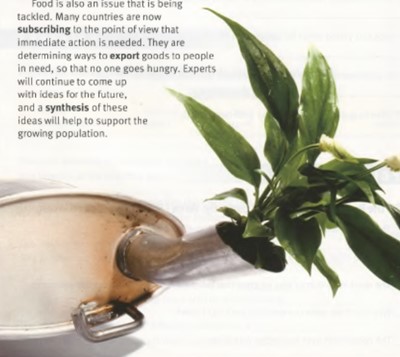 Food is also an issue that is being
tackled. Many countries are now
subscribing to the point of view that
immediate action is needed. They are
determining ways to export goods to people
in need, so that no one goes hungry. Experts
will continue to come up
with ideas for the future,
and a synthesis of these
ideas will help to support the
growing population.